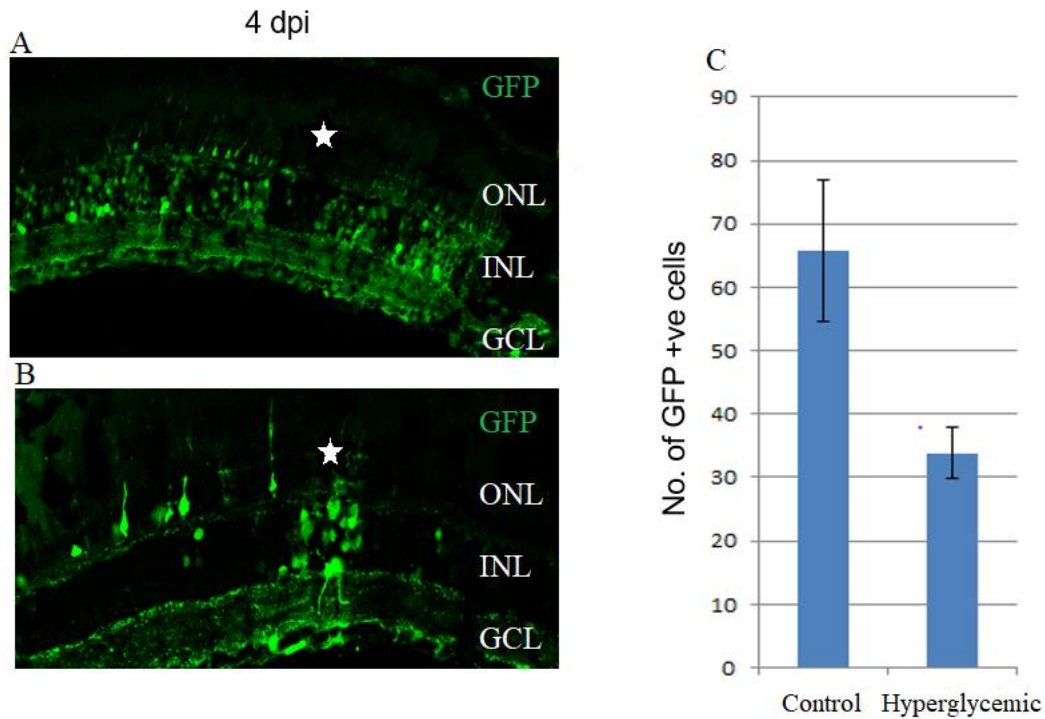 4 dpi
A
GFP
ONL
INL
GCL
B
GFP
ONL
INL
GCL
C
90
80
70
60
50
40
30
20
10
0
No. of GFP +ve cells
Control Hyperglycemic